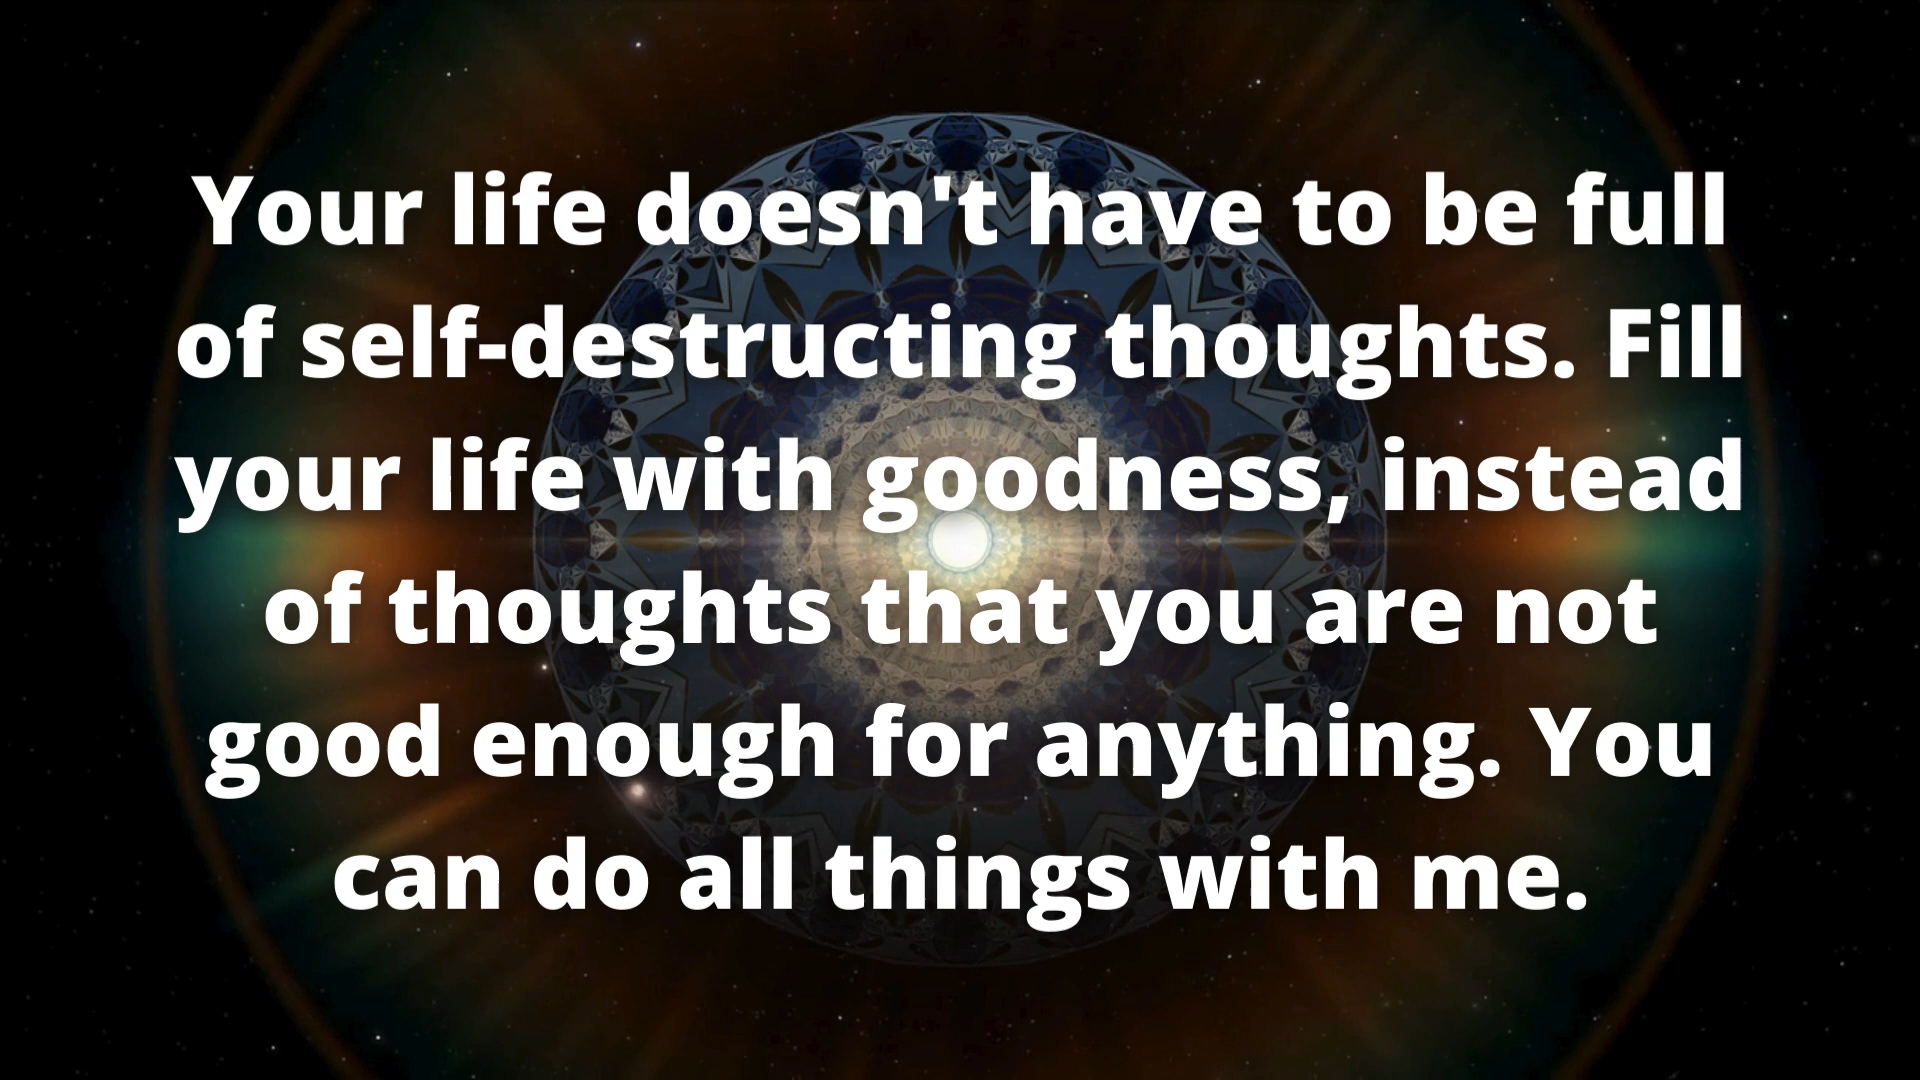 Your life doesn't have to be full
of self-destructing thoughts. Fill
your life with goodness, instead
of thoughts that you are not
good enough for anything. You
can do all things with me.